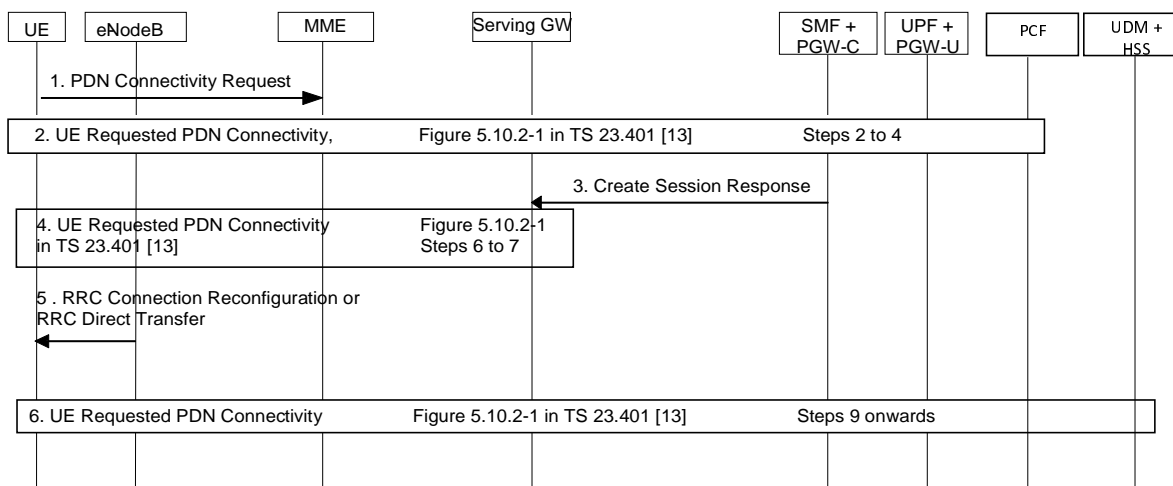 UE
eNodeB
MME
Serving GW
SMF +
PGW-C
UPF +
PGW-U
PCF
UDM +
HSS
1. PDN Connectivity Request
2. UE Requested PDN Connectivity, Figure 5.10.2-1 in TS 23.401 [13] Steps 2 to 4
3. Create Session Response
4. UE Requested PDN Connectivity Figure 5.10.2-1
in TS 23.401 [13] Steps 6 to 7
5 . RRC Connection Reconfiguration or
RRC Direct Transfer
6. UE Requested PDN Connectivity Figure 5.10.2-1 in TS 23.401 [13] Steps 9 onwards